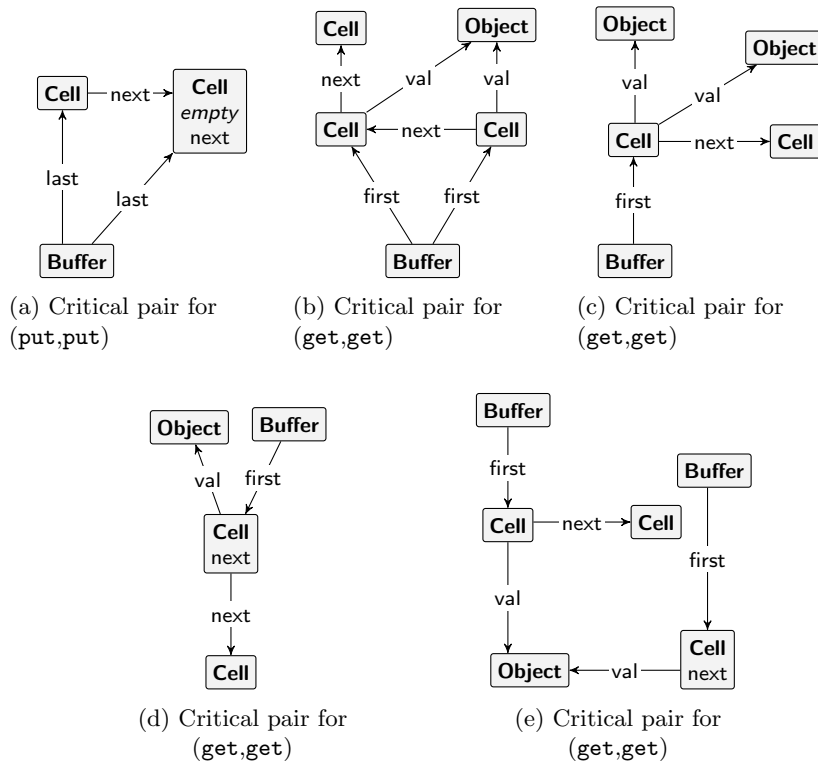 Cell
next
Cell
empty
next
last
last
Buffer
(a) Critical pair for
(put,put)
Cell
Object
next
val
val
Cell
next
Cell
first
first
Buffer
(b) Critical pair for
(get,get)
Object
Object
val
val
Cell
next
Cell
first
Buffer
(c) Critical pair for
(get,get)
Object
Buffer
val
first
Cell
next
next
Cell
(d) Critical pair for
(get,get)
Buffer
first
Buffer
Cell
next
Cell
first
val
Cell
next
Object
val
(e) Critical pair for
(get,get)